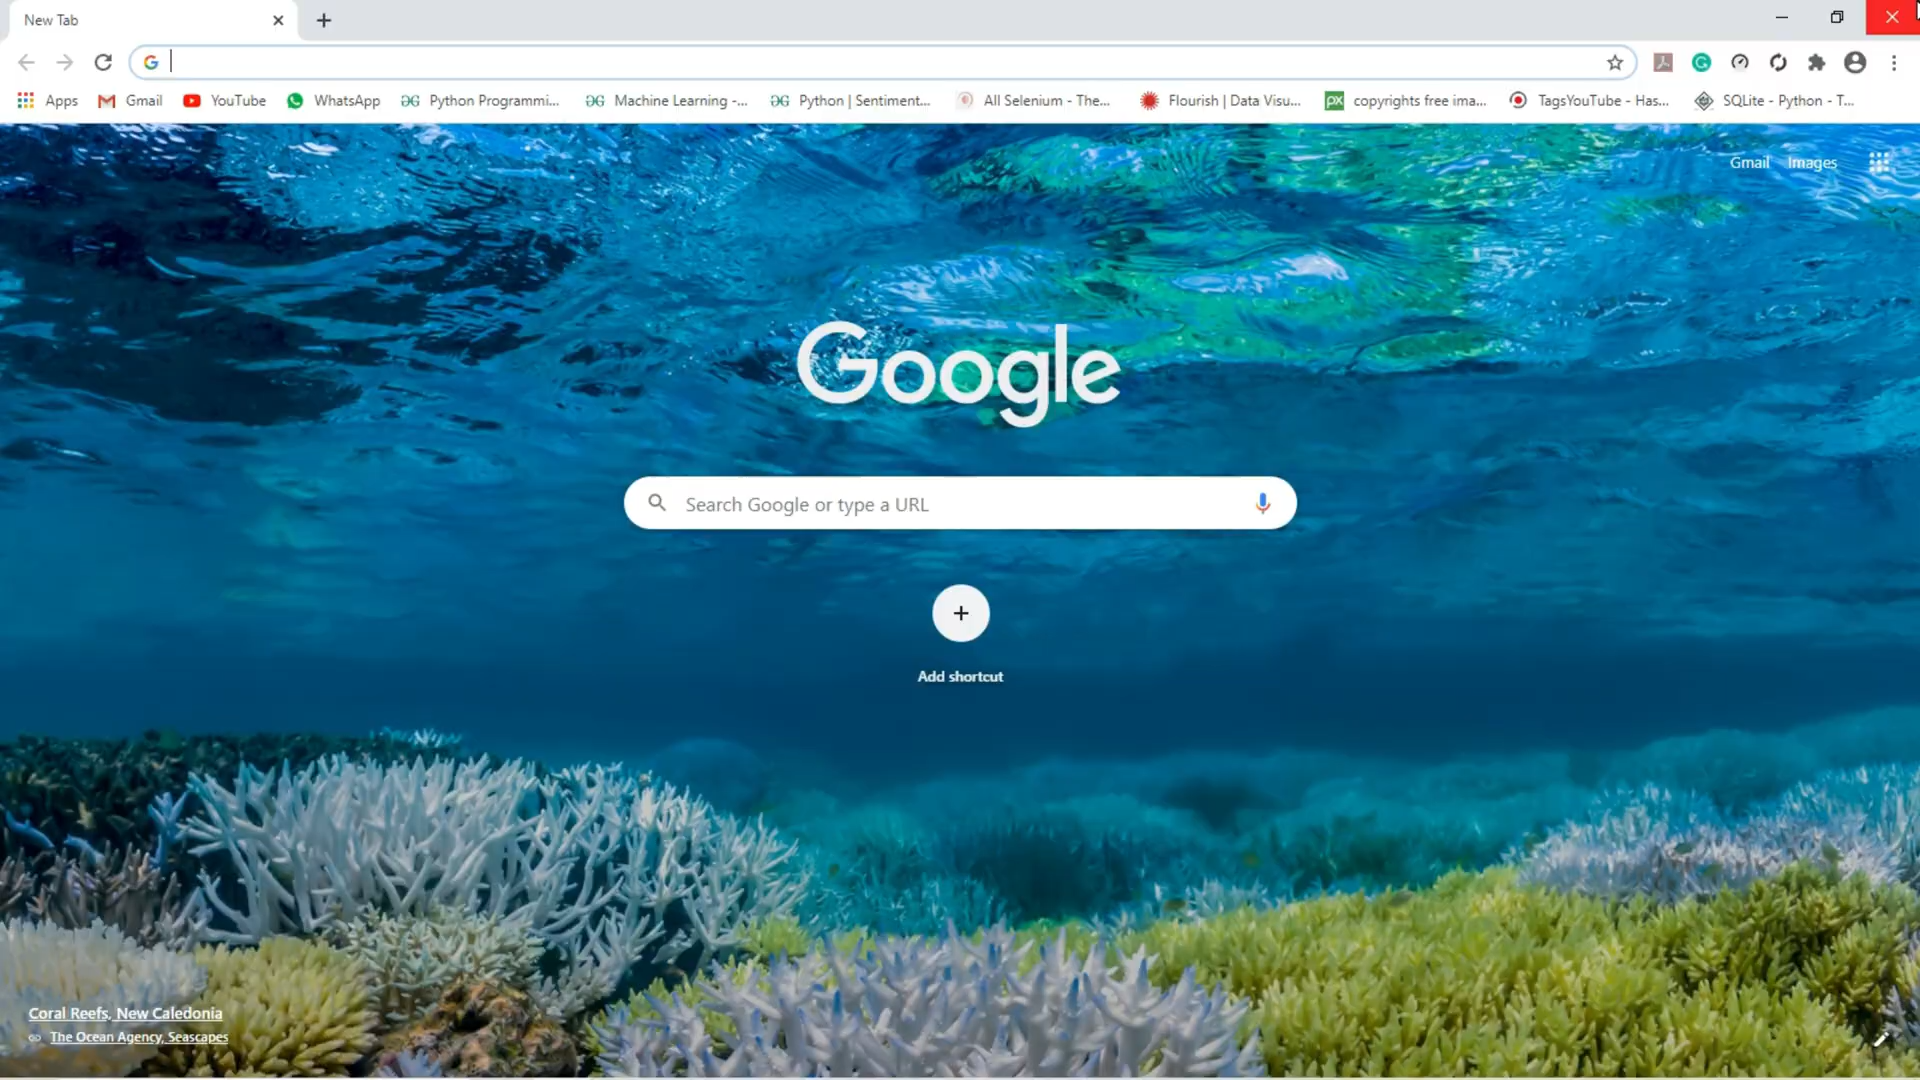 New Tab
Apps
Gmail
YouTube
WhatsApp
Python Programmi...
Machine Learning -...
Python | Sentiment...
All Selenium - The...
Flourish | Data Visu...
copyrights free ima...
TagsYouTube - Has...
SQLite - Python - T...
Gmail Images
Google
Search Google or type a URL
Add shortcut
Coral Reefs, New Caledonia
The Ocean Agency, Seascapes